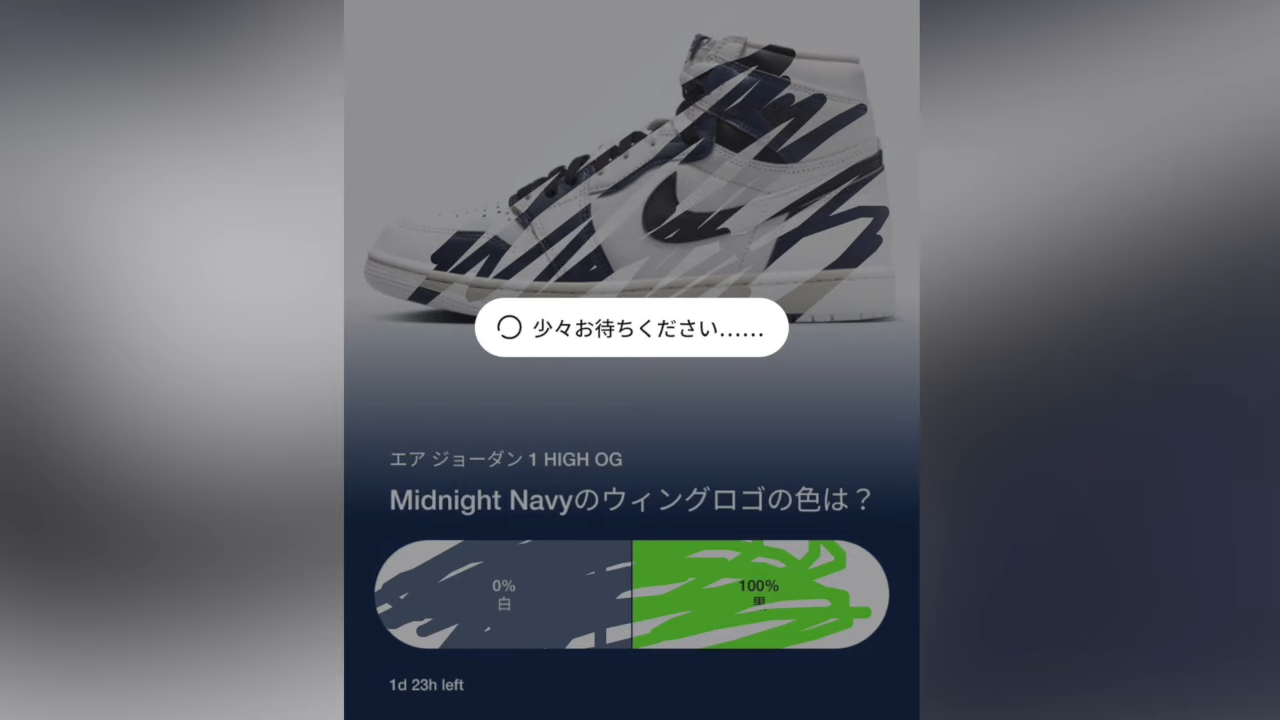 少々お待ちください......
エア ジョーダン 1 HIGH OG
Midnight Navyのウィングロゴの色は？
0%
白
100%
黒
1d 23h left